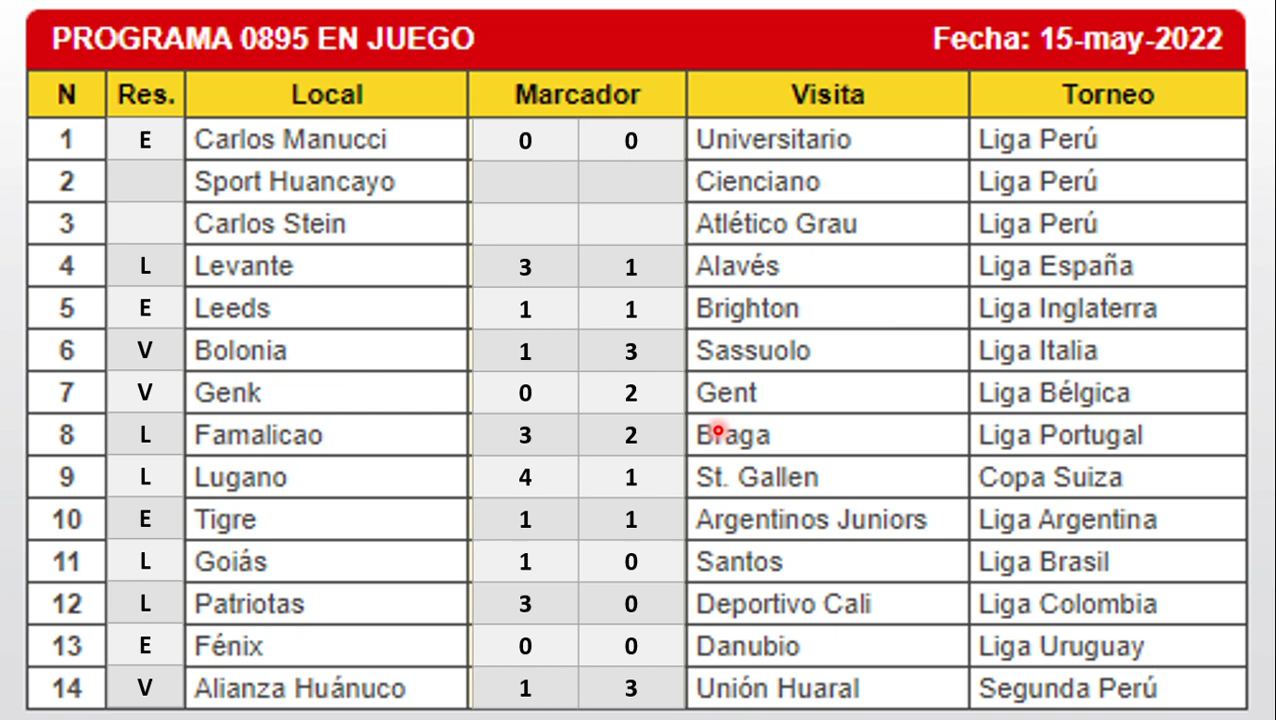 PROGRAMA 0895 EN JUEGO Fecha: 15-may-2022
N Res. Local Marcador Visita Torneo
1 E Carlos Manucci 0 0 Universitario Liga Perú
2 Sport Huancayo Cienciano Liga Perú
3 Carlos Stein Atlético Grau Liga Perú
4 L Levante 3 1 Alavés Liga España
5 E Leeds 1 1 Brighton Liga Inglaterra
6 V Bolonia 1 3 Sassuolo Liga Italia
7 V Genk 0 2 Gent Liga Bélgica
8 L Famalicao 3 2 Braga Liga Portugal
9 L Lugano 4 1 St. Gallen Copa Suiza
10 E Tigre 1 1 Argentinos Juniors Liga Argentina
11 L Goiás 1 0 Santos Liga Brasil
12 L Patriotas 3 0 Deportivo Cali Liga Colombia
13 E Fénix 0 0 Danubio Liga Uruguay
14 V Alianza Huánuco 1 3 Unión Huaral Segunda Perú